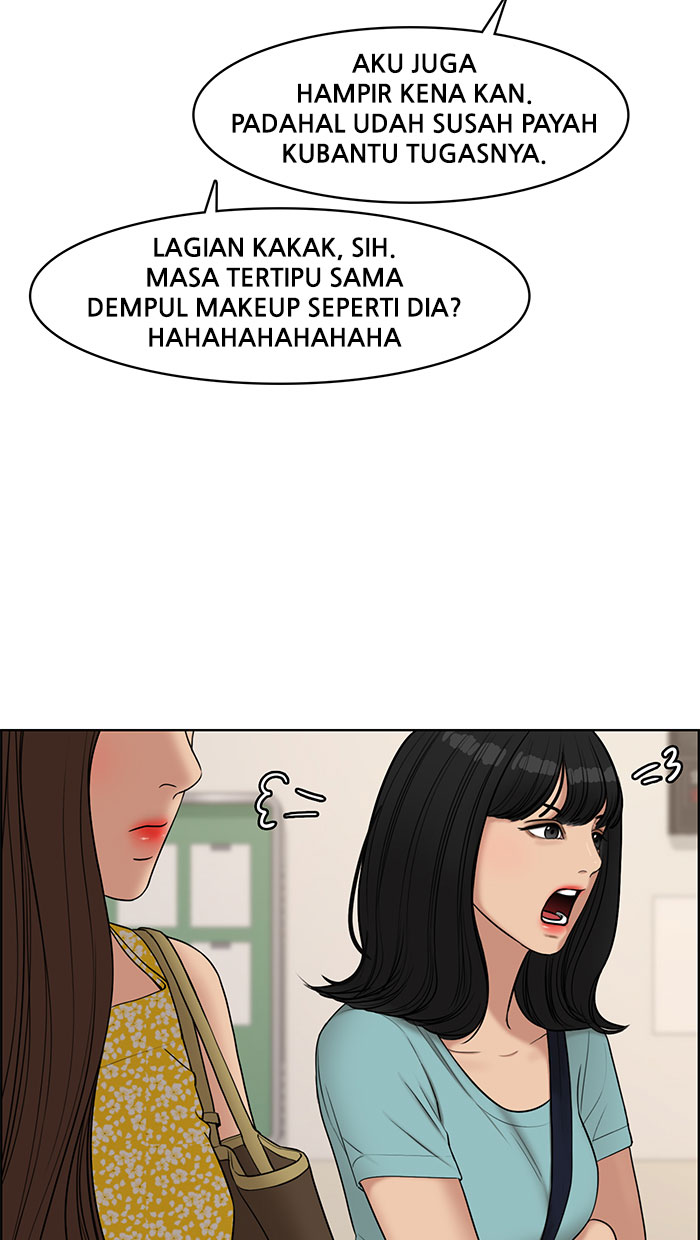 AKU JUGA
HAMPIR KENA KAN.
PADAHAL UDAH SUSAH PAYAH
KUBANTU TUGASNYA.
LAGIAN KAKAK, SIH.
MASA TERTIPU SAMA
DEMPUL MAKEUP SEPERTI DIA?
HAHAHAHAHAHAHA